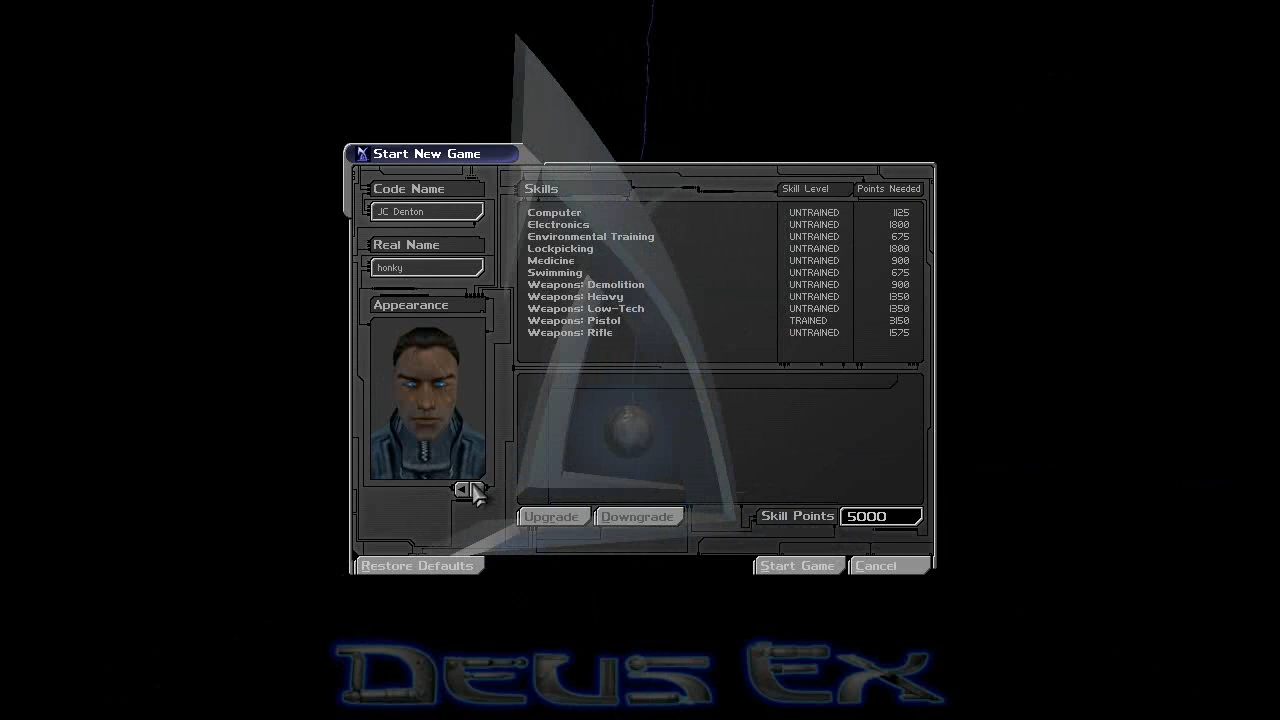 Start New Game
Code Name
JC Denton
Real Name
honky
Appearance
Skills Skill Level Points Needed
Computer UNTRAINED 1125
Electronics UNTRAINED 1800
Environmental Training UNTRAINED 675
Lockpicking UNTRAINED 1800
Medicine UNTRAINED 900
Swimming UNTRAINED 675
Weapons: Demolition UNTRAINED 900
Weapons: Heavy UNTRAINED 1350
Weapons: Low-Tech UNTRAINED 1350
Weapons: Pistol TRAINED 3150
Weapons: Rifle UNTRAINED 1575
Upgrade Downgrade Skill Points 5000
Restore Defaults Start Game Cancel
DEUS EX